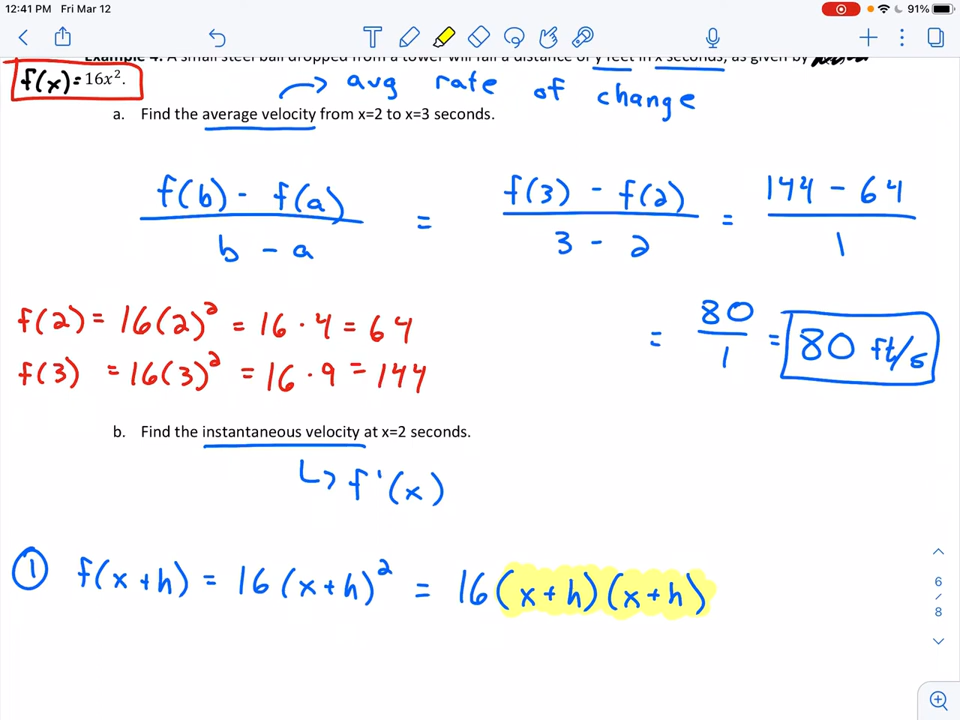 12:41 PM Fri Mar 12 91%
Example 4. A small steel ball dropped from a tower will fall a distance of y feet in x seconds, as given by
f(x) = 16x².
→ avg rate of change
a. Find the average velocity from x=2 to x=3 seconds.
f(b) - f(a) / b - a = f(3) - f(2) / 3 - 2 = 144 - 64 / 1
f(2) = 16(2)² = 16 · 4 = 64
= 80 / 1 = 80 ft/s
f(3) = 16(3)² = 16 · 9 = 144
b. Find the instantaneous velocity at x=2 seconds.
↳ f'(x)
① f(x+h) = 16(x+h)² = 16(x+h)(x+h)
6
/
8